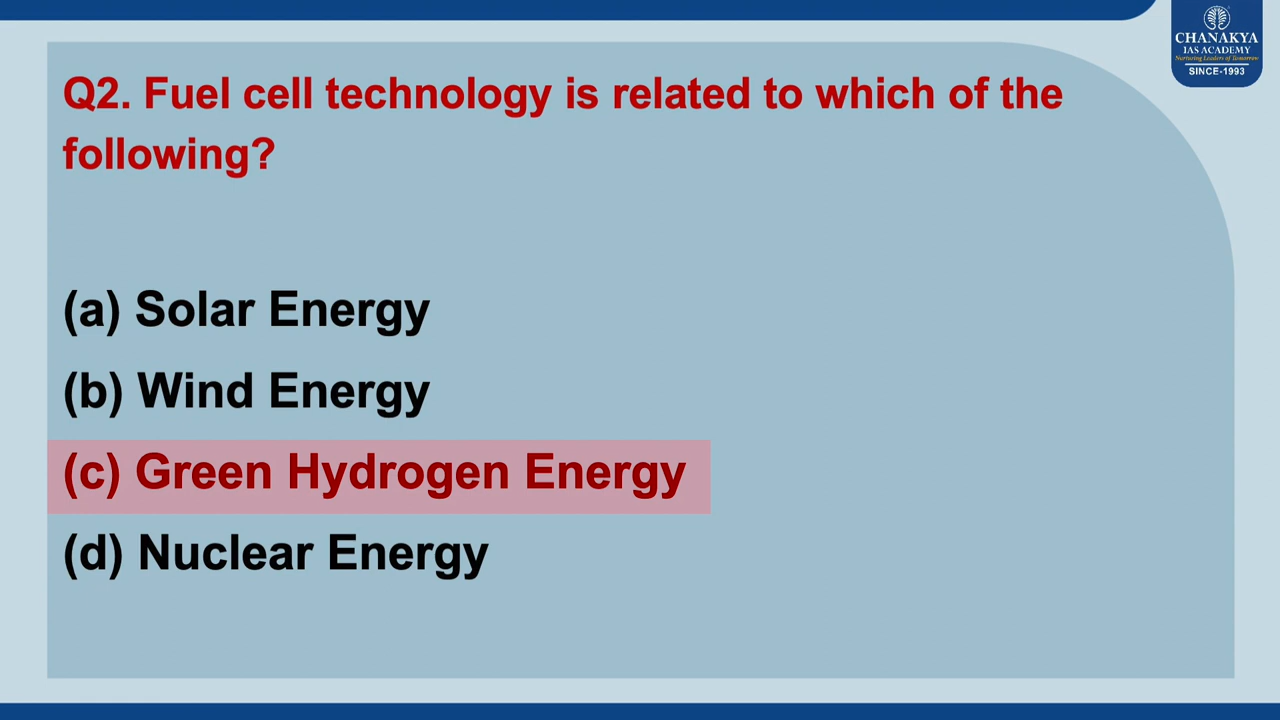 CHANAKYA
IAS ACADEMY
Nurturing Leaders of Tomorrow
SINCE-1993
Q2. Fuel cell technology is related to which of the
following?
(a) Solar Energy
(b) Wind Energy
(c) Green Hydrogen Energy
(d) Nuclear Energy